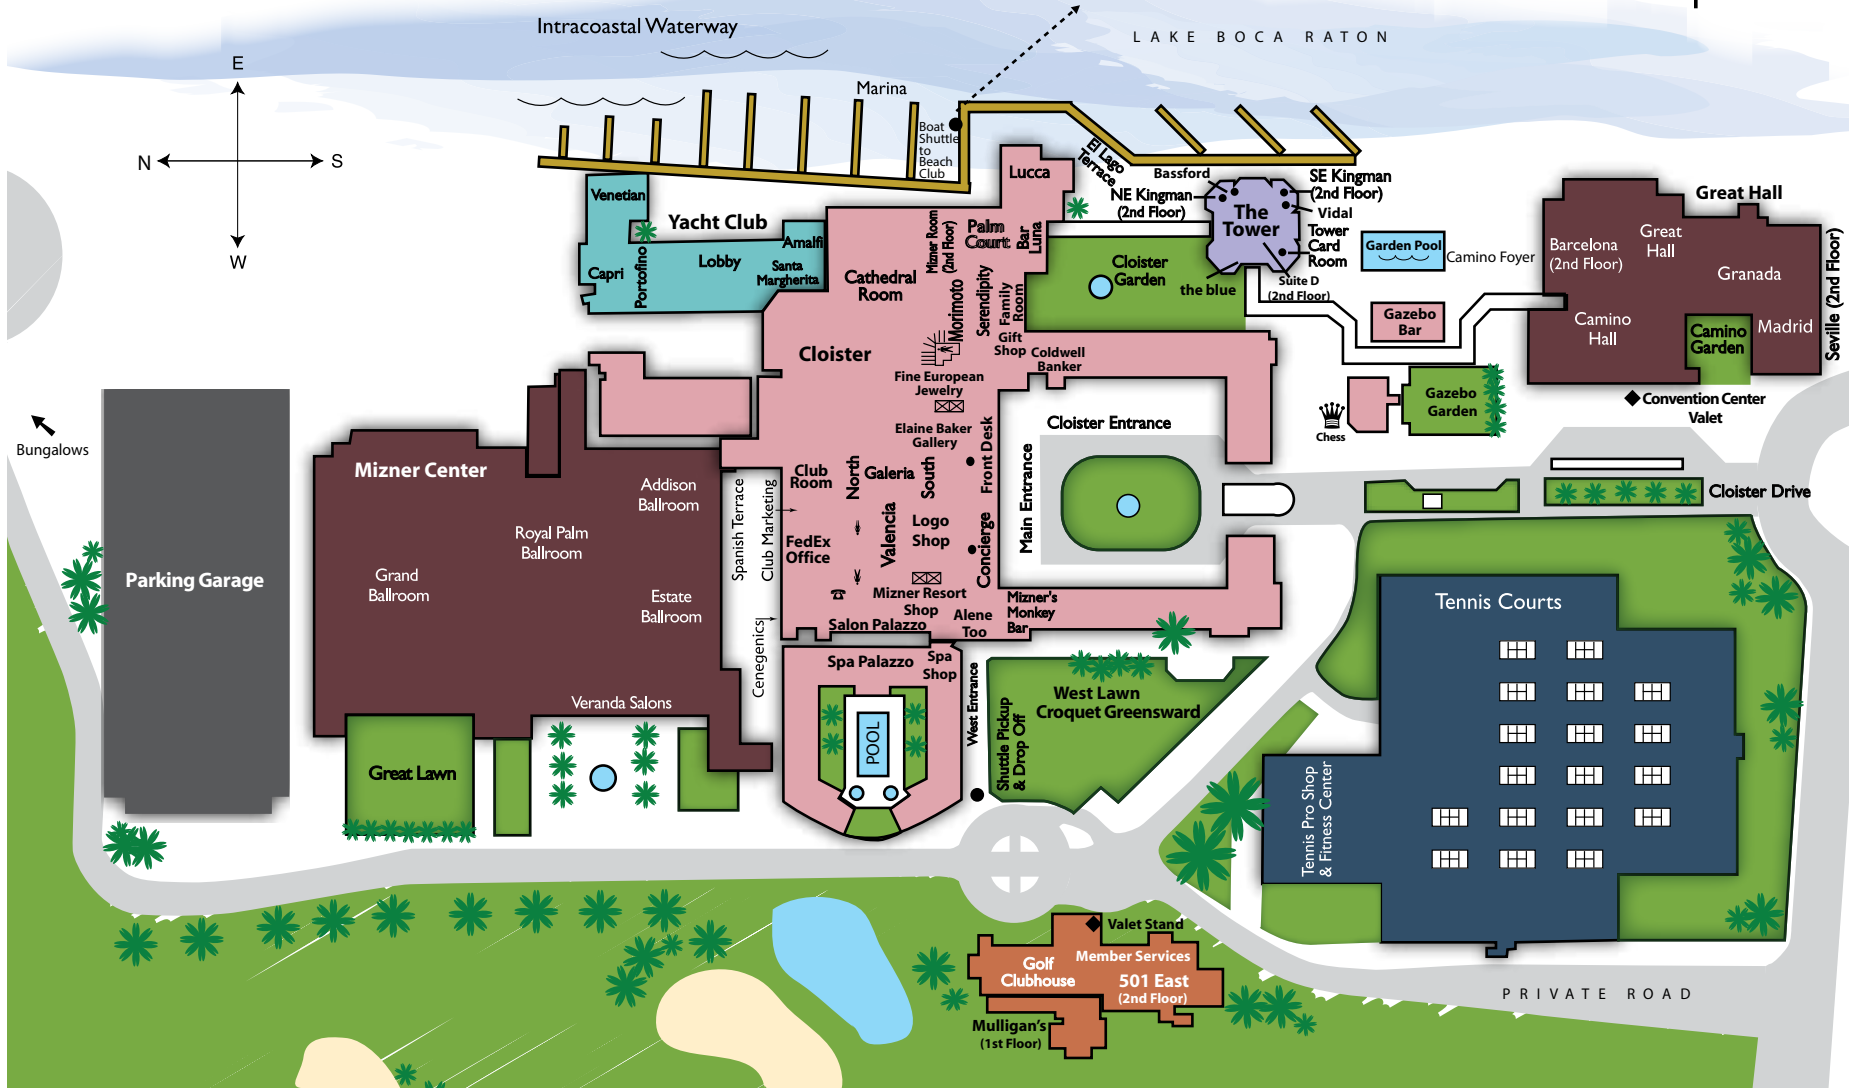 Intracoastal Waterway
LAKE BOCA RATON
E
N
S
W
Marina
Boat
Shuttle
to
Beach
Club
El Lago
Terrace
Lucca
Bassford
NE Kingman
(2nd Floor)
SE Kingman
(2nd Floor)
The
Tower
Vidal
Tower
Card
Room
Suite D
(2nd Floor)
the blue
Venetian
Yacht Club
Amalfi
Lobby
Santa
Margherita
Capri
Portofino
Mizner Room
(2nd Floor)
Palm
Court
Bar
Luna
Cathedral
Room
Morimoto
Serendipity
Family
Room
Gift
Shop
Cloister
Garden
Garden Pool
Camino Foyer
Gazebo
Bar
Great Hall
Barcelona
(2nd Floor)
Great
Hall
Granada
Camino
Hall
Camino
Garden
Madrid
Seville (2nd Floor)
Cloister
Coldwell
Banker
Fine European
Jewelry
Elaine Baker
Gallery
Gazebo
Garden
Chess
Convention Center
Valet
Bungalows
Parking Garage
Mizner Center
Addison
Ballroom
Royal Palm
Ballroom
Grand
Ballroom
Estate
Ballroom
Veranda Salons
Great Lawn
Spanish Terrace
Club Marketing
Cenegenics
Club
Room
North
Galeria
South
Front Desk
Main Entrance
Cloister Entrance
FedEx
Office
Valencia
Logo
Shop
Concierge
Mizner Resort
Shop
Salon Palazzo
Alene
Too
Mizner's
Monkey
Bar
Cloister Drive
Spa Palazzo
Spa
Shop
POOL
West Entrance
Shuttle Pickup
& Drop Off
West Lawn
Croquet Greensward
Tennis Courts
Tennis Pro Shop
& Fitness Center
Valet Stand
Member Services
Golf
Clubhouse
501 East
(2nd Floor)
Mulligan's
(1st Floor)
PRIVATE ROAD